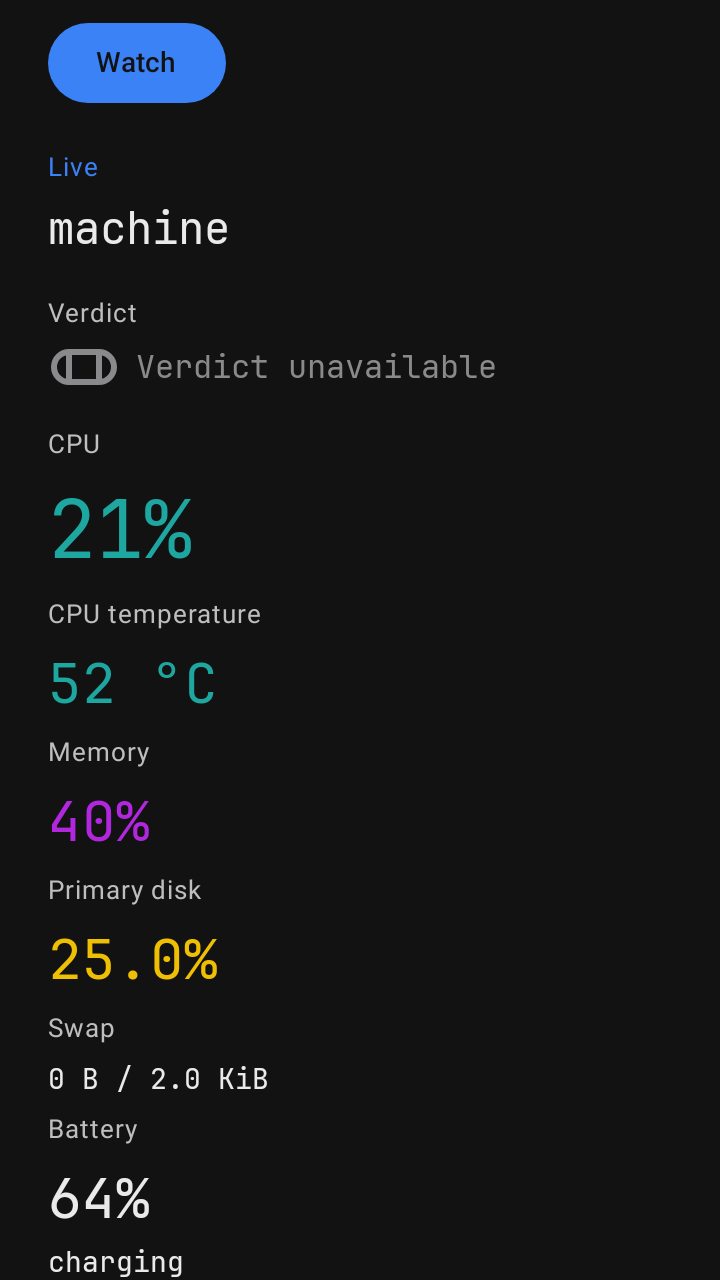 Watch
Live
machine
Verdict
Verdict unavailable
CPU
21%
CPU temperature
52 °C
Memory
40%
Primary disk
25.0%
Swap
0 B / 2.0 KiB
Battery
64%
charging